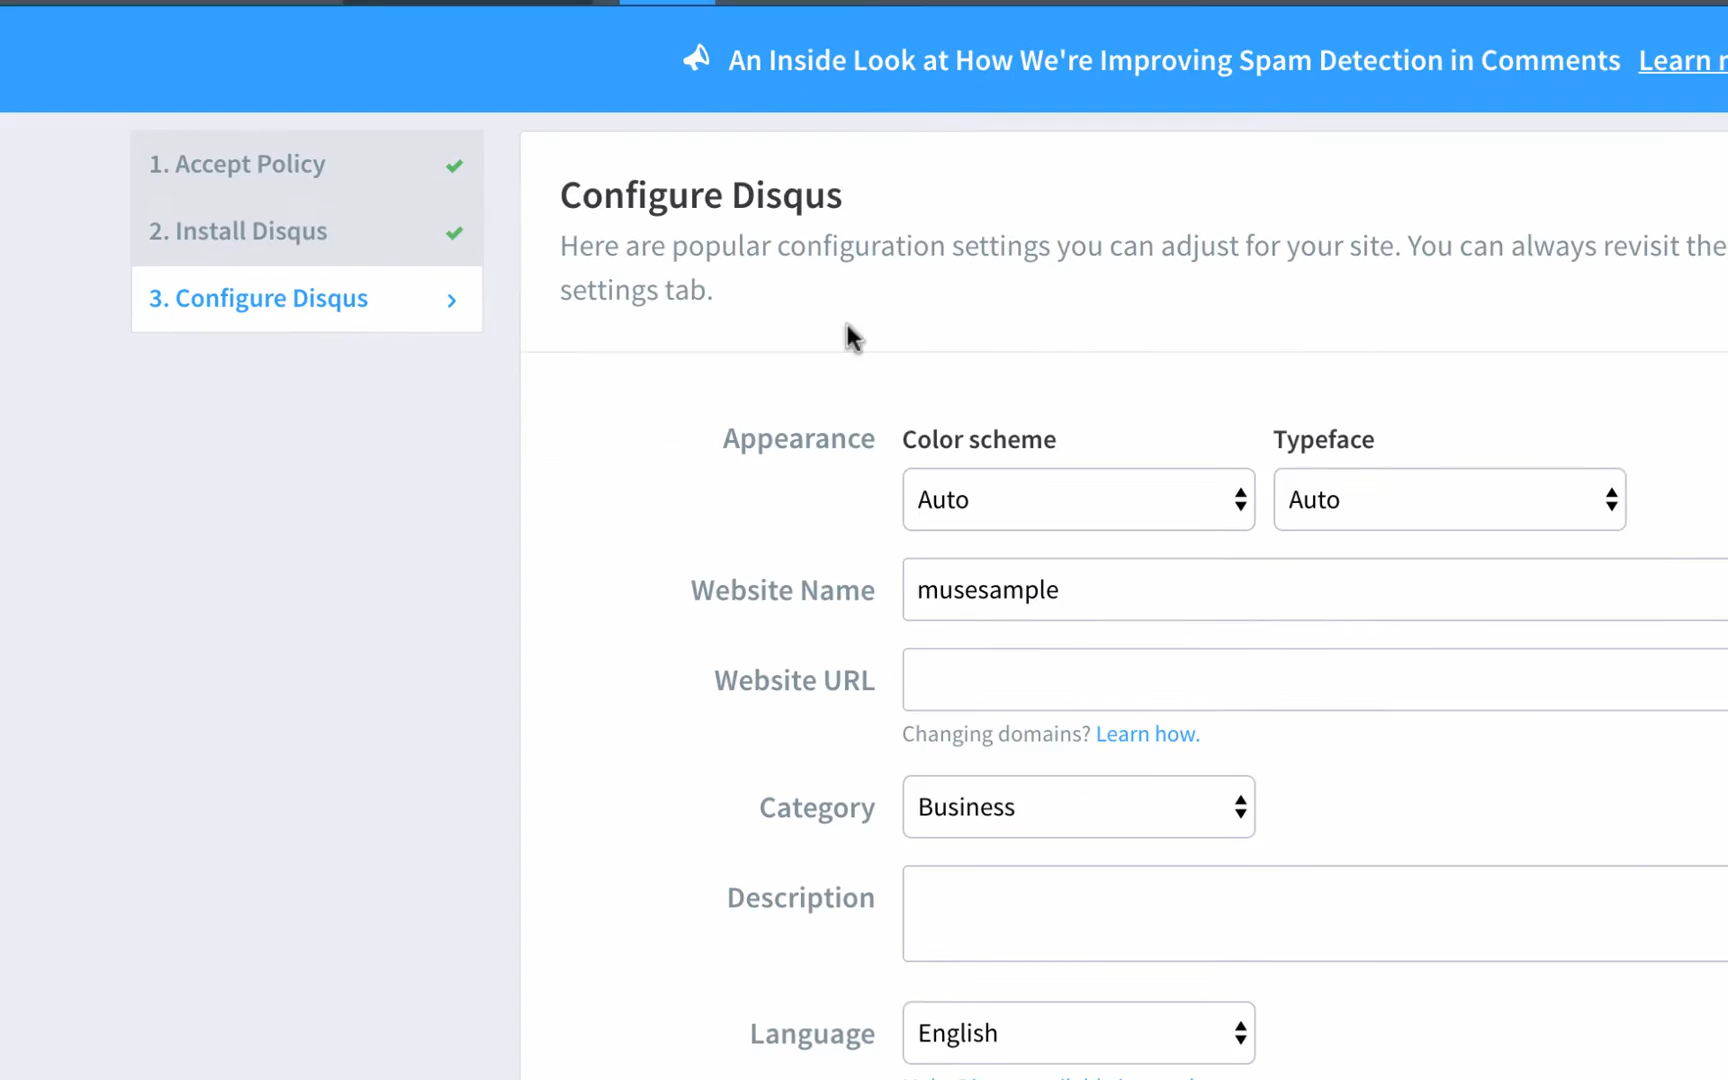 An Inside Look at How We're Improving Spam Detection in Comments Learn
1. Accept Policy
2. Install Disqus
3. Configure Disqus
Configure Disqus
Here are popular configuration settings you can adjust for your site. You can always revisit the
settings tab.
Appearance Color scheme Typeface
Auto Auto
Website Name musesample
Website URL
Changing domains? Learn how.
Category Business
Description
Language English